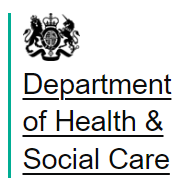 Department
of Health &
Social Care